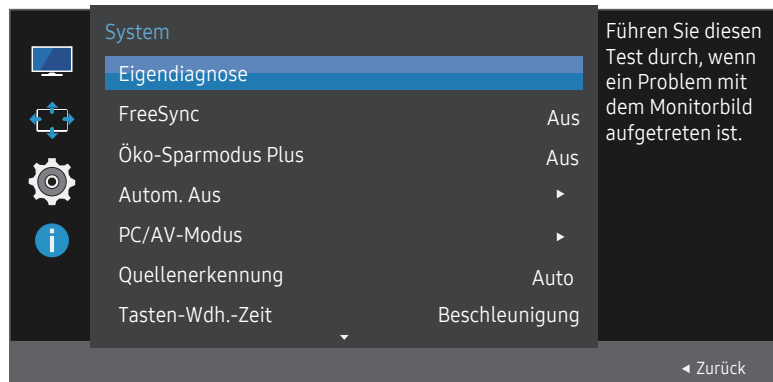 System
Eigendiagnose
FreeSync Aus
Öko-Sparmodus Plus Aus
Autom. Aus
PC/AV-Modus
Quellenerkennung Auto
Tasten-Wdh.-Zeit Beschleunigung
Führen Sie diesen
Test durch, wenn
ein Problem mit
dem Monitorbild
aufgetreten ist.
Zurück